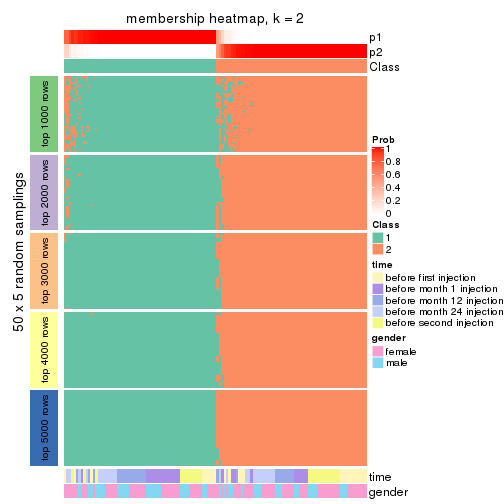 membership heatmap, k = 2
p1
p2
Class
50 x 5 random samplings
top 1000 rows
top 2000 rows
top 3000 rows
top 4000 rows
top 5000 rows
Prob
1
0.8
0.6
0.4
0.2
0
Class
1
2
time
before first injection
before month 1 injection
before month 12 injection
before month 24 injection
before second injection
gender
female
male
time
gender